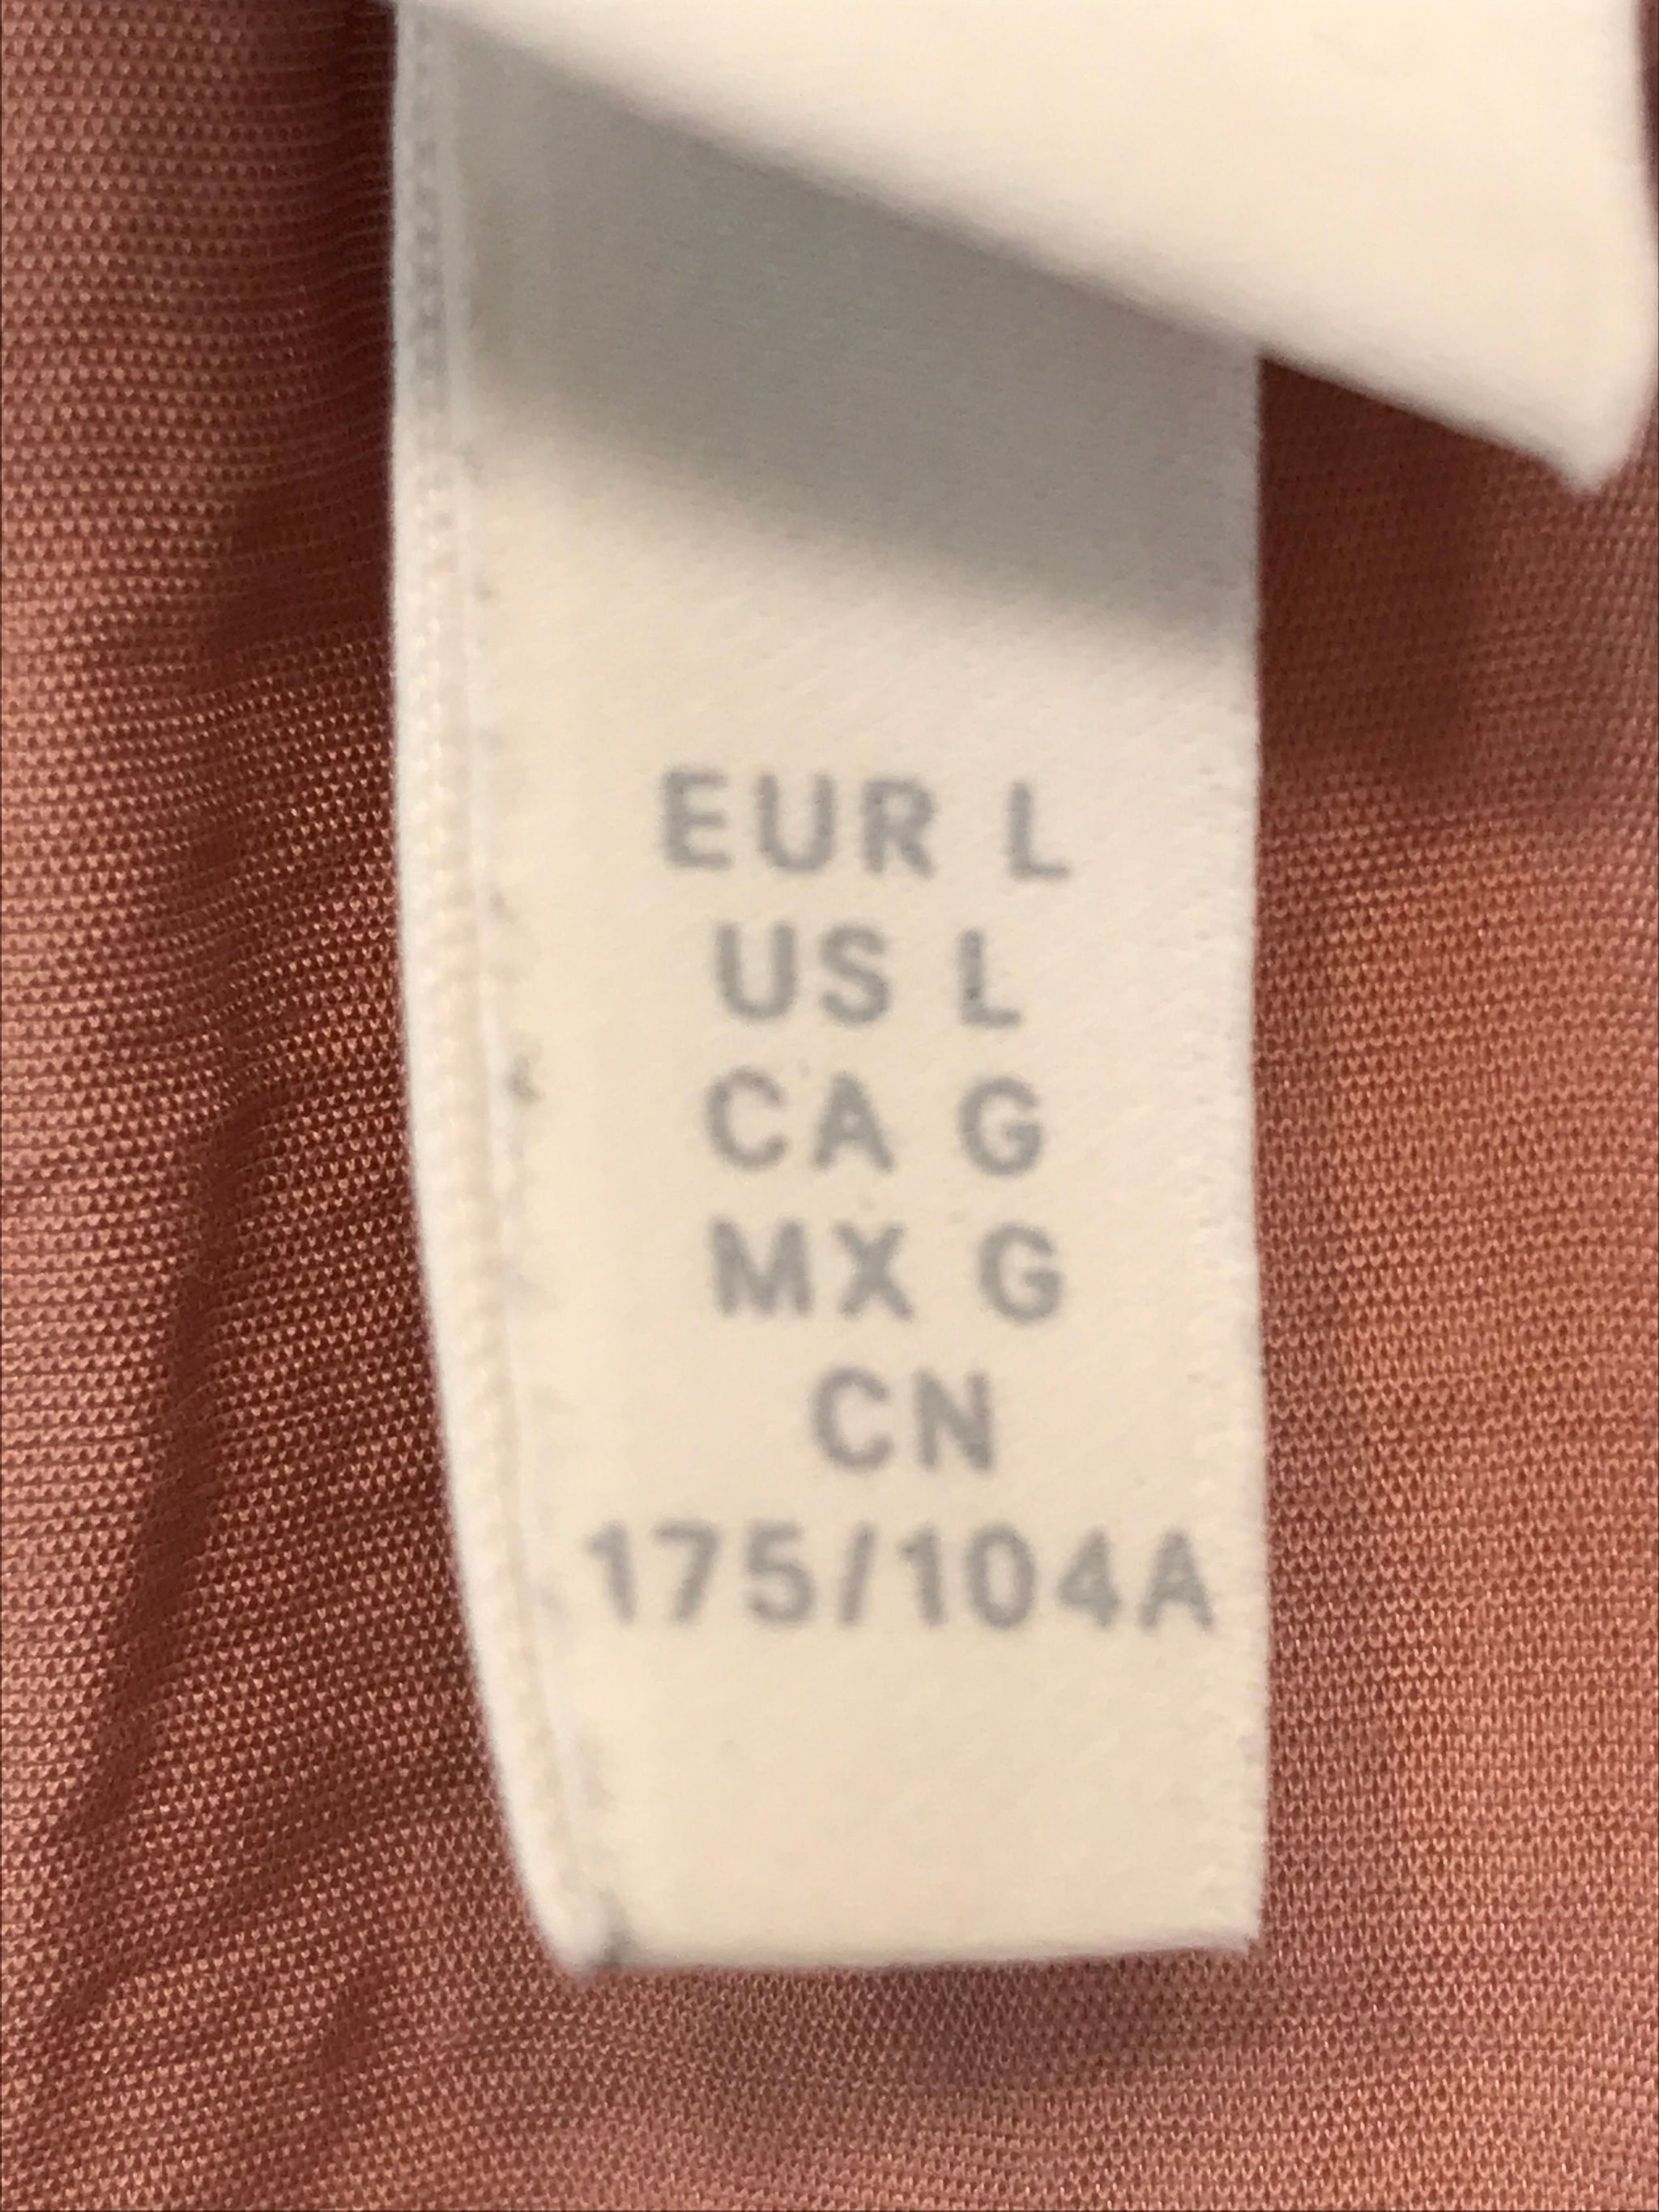 EUR L
US L
CA G
MX G
CN
175/104A